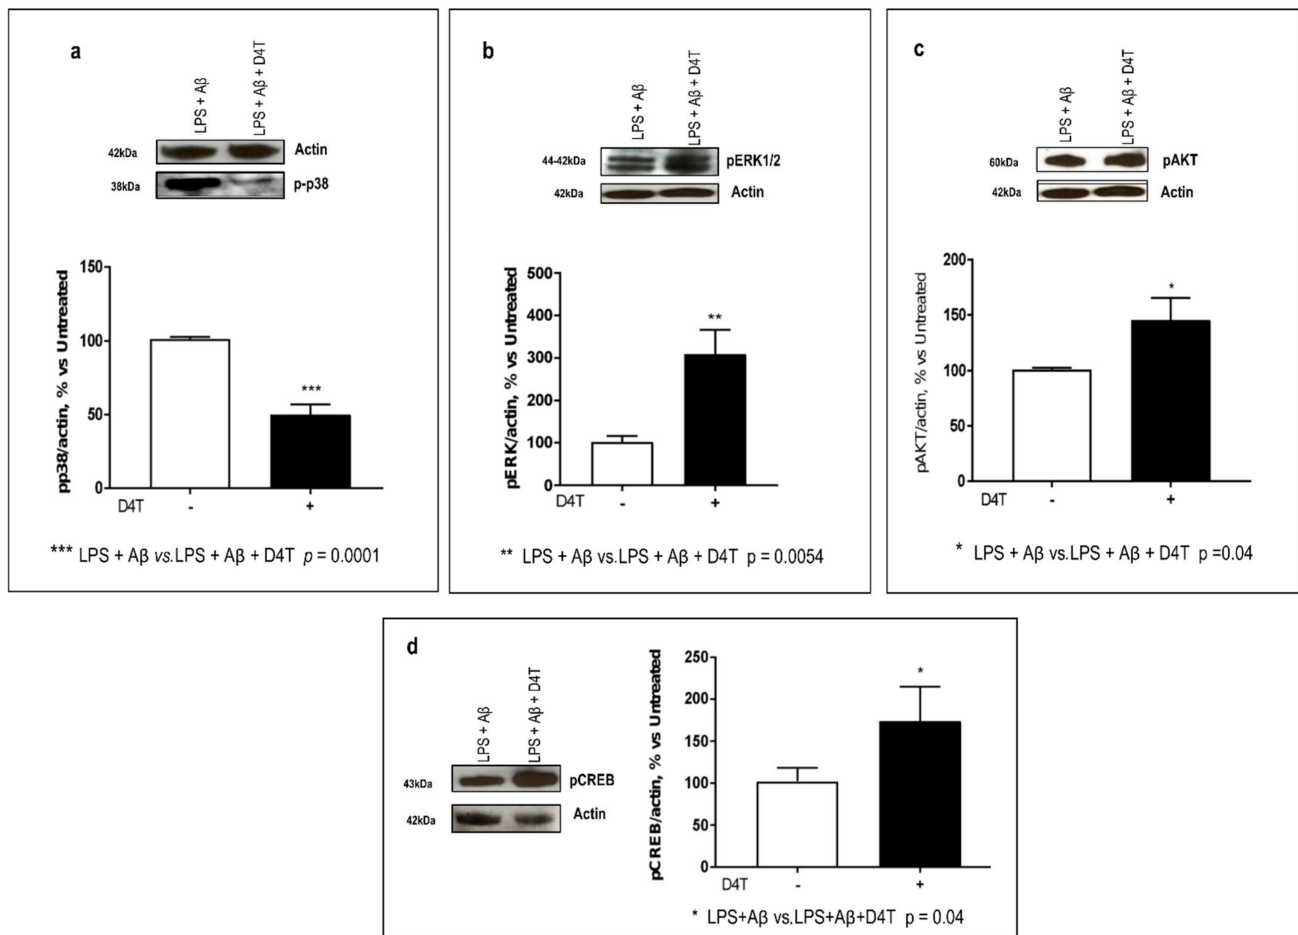 a
LPS + Aβ
LPS + Aβ + D4T
42kDa
Actin
38kDa
p-p38
pp38/actin, % vs Untreated
150
100
50
0
D4T - +
*** 
*** LPS + Aβ vs.LPS + Aβ + D4T p = 0.0001
b
LPS + Aβ
LPS + Aβ + D4T
44-42kDa
pERK1/2
42kDa
Actin
pERK/actin, % vs Untreated
500
400
300
200
100
0
**
D4T - +
** LPS + Aβ vs.LPS + Aβ + D4T p = 0.0054
c
LPS + Aβ
LPS + Aβ + D4T
60kDa
pAKT
42kDa
Actin
pAKT/actin, % vs Untreated
200
150
100
50
0
*
D4T - +
* LPS + Aβ vs.LPS + Aβ + D4T p =0.04
d
LPS + Aβ
LPS + Aβ + D4T
43kDa
pCREB
42kDa
Actin
pCREB/actin, % vs Untreated
250
200
150
100
50
0
*
D4T - +
* LPS+Aβ vs.LPS+Aβ+D4T p = 0.04